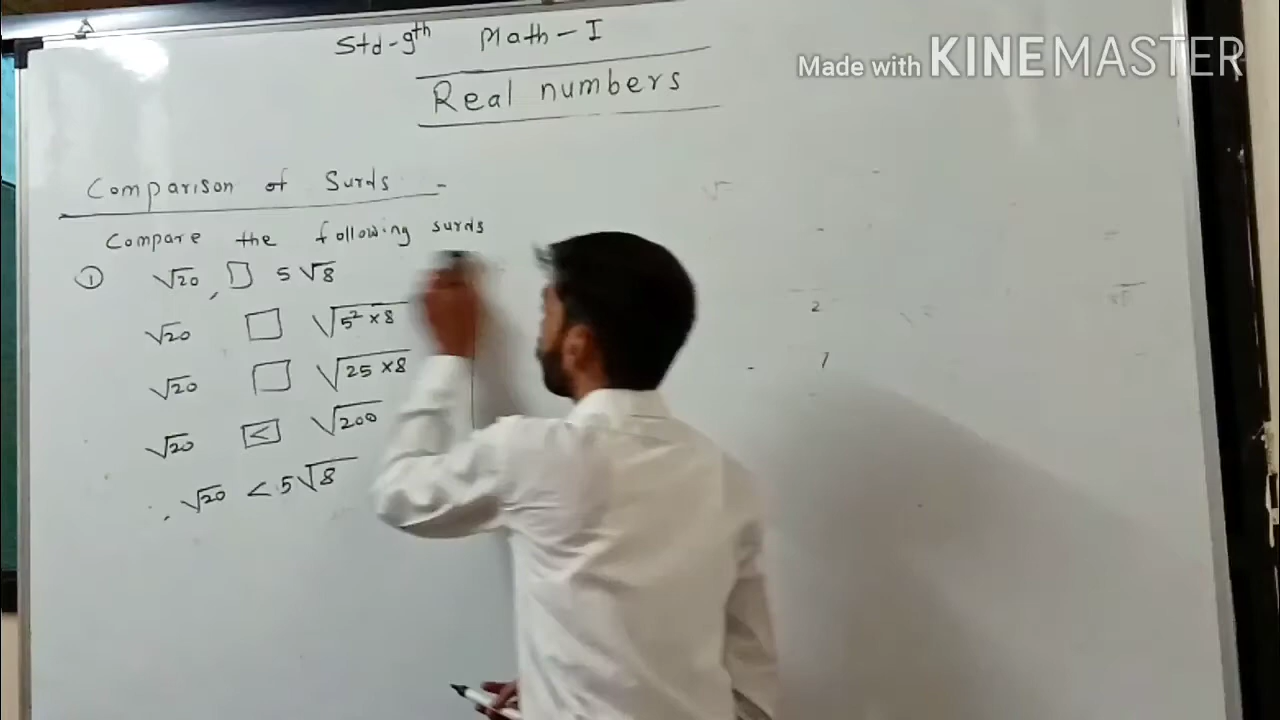 Std-9th Math-I
Made with KINEMASTER
Real numbers
Comparison of Surds -
Compare the following surds
① √20, □ 5√8
√20 □ √5² × 8
√20 □ √25 × 8
√20 < √200
√20 < 5√8
2